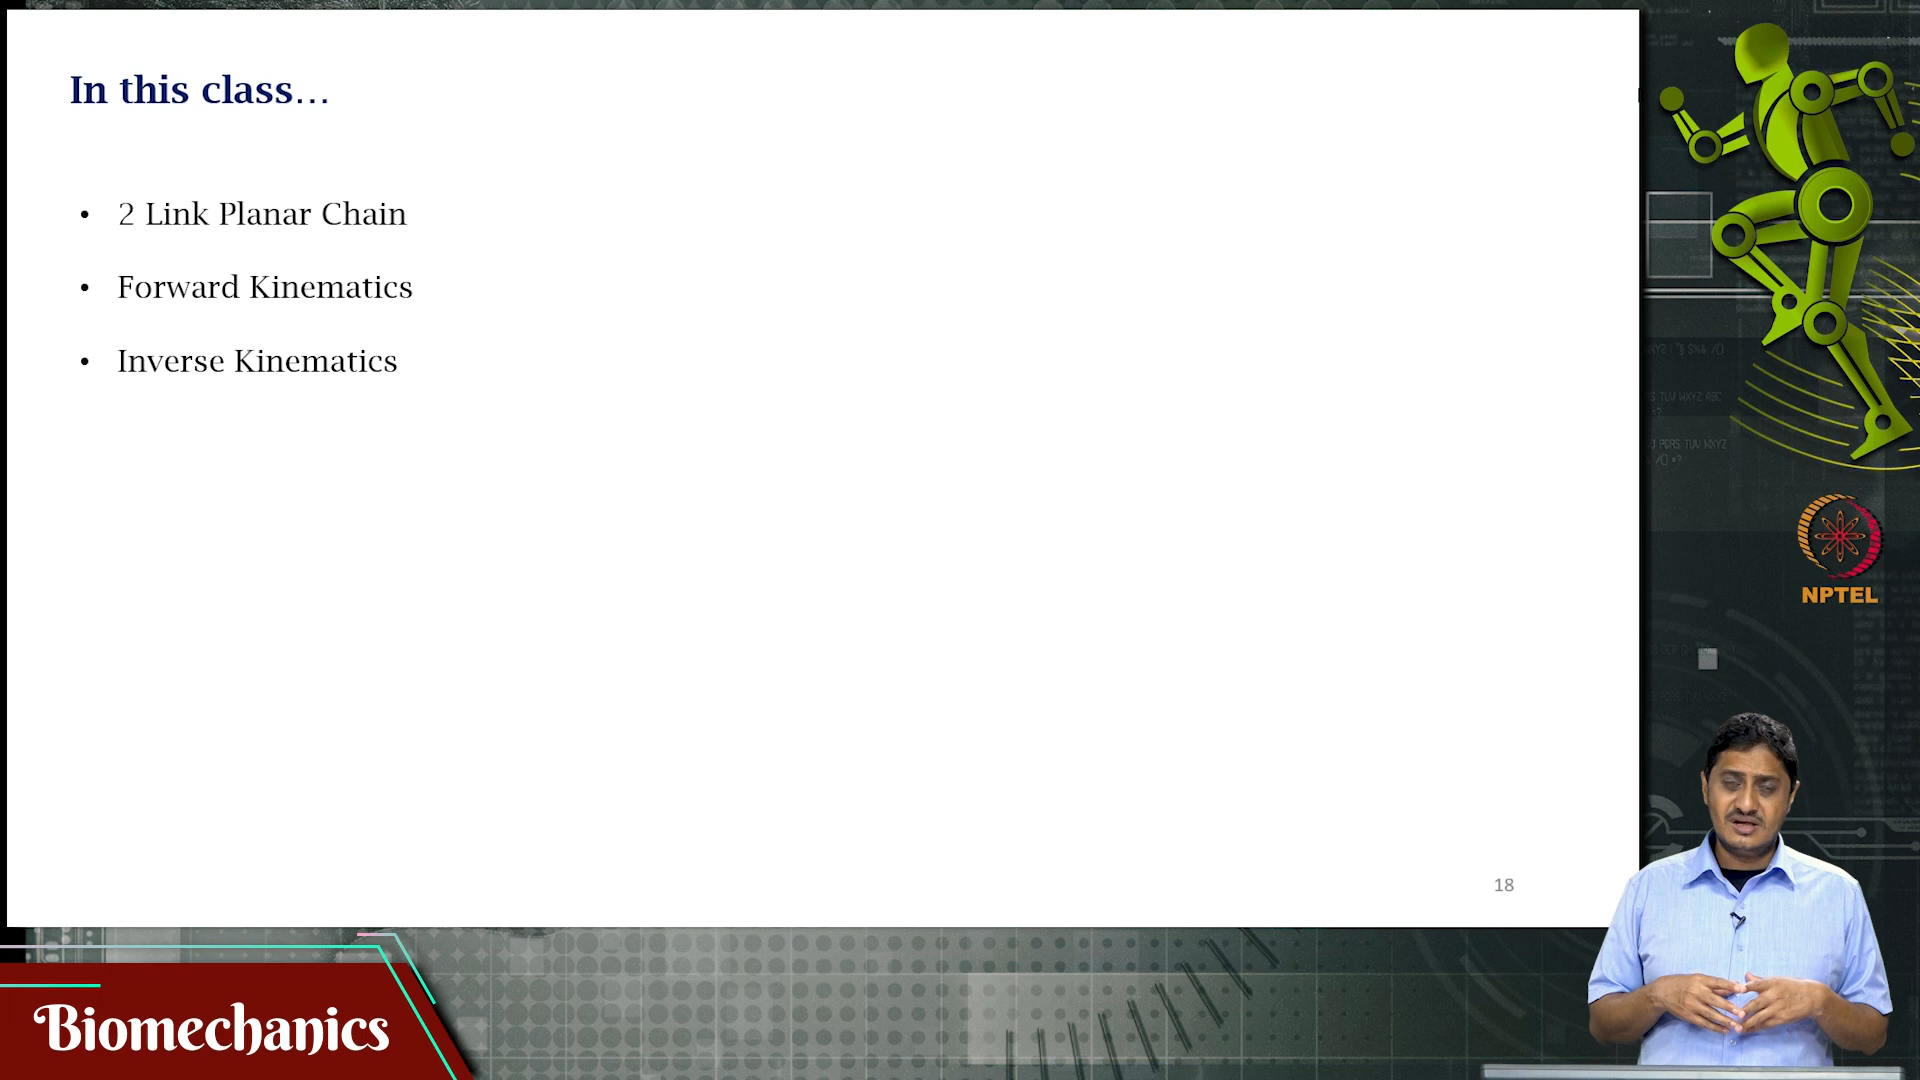 In this class...
• 2 Link Planar Chain
• Forward Kinematics
• Inverse Kinematics
18
NPTEL
Biomechanics